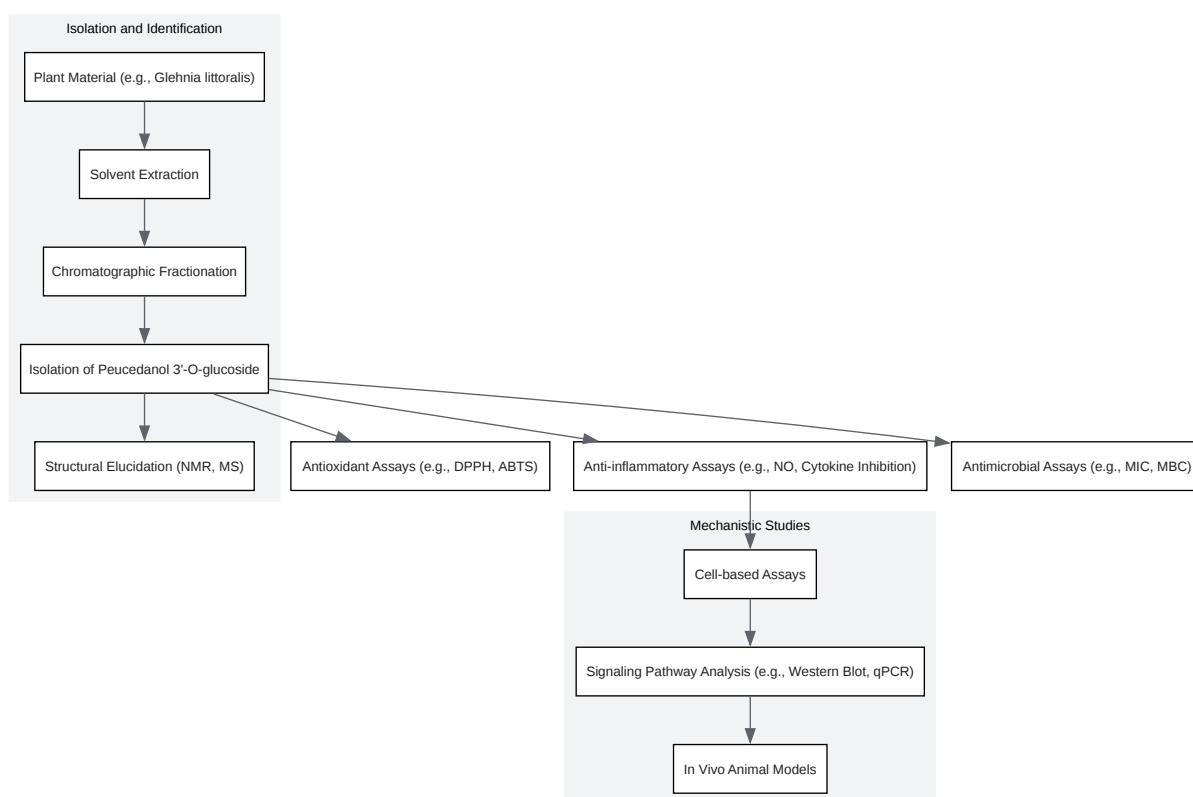 Isolation and Identification
Plant Material (e.g., Glehnia littoralis)
Solvent Extraction
Chromatographic Fractionation
Isolation of Peucedanol 3'-O-glucoside
Structural Elucidation (NMR, MS)
Antioxidant Assays (e.g., DPPH, ABTS)
Anti-inflammatory Assays (e.g., NO, Cytokine Inhibition)
Antimicrobial Assays (e.g., MIC, MBC)
Mechanistic Studies
Cell-based Assays
Signaling Pathway Analysis (e.g., Western Blot, qPCR)
In Vivo Animal Models